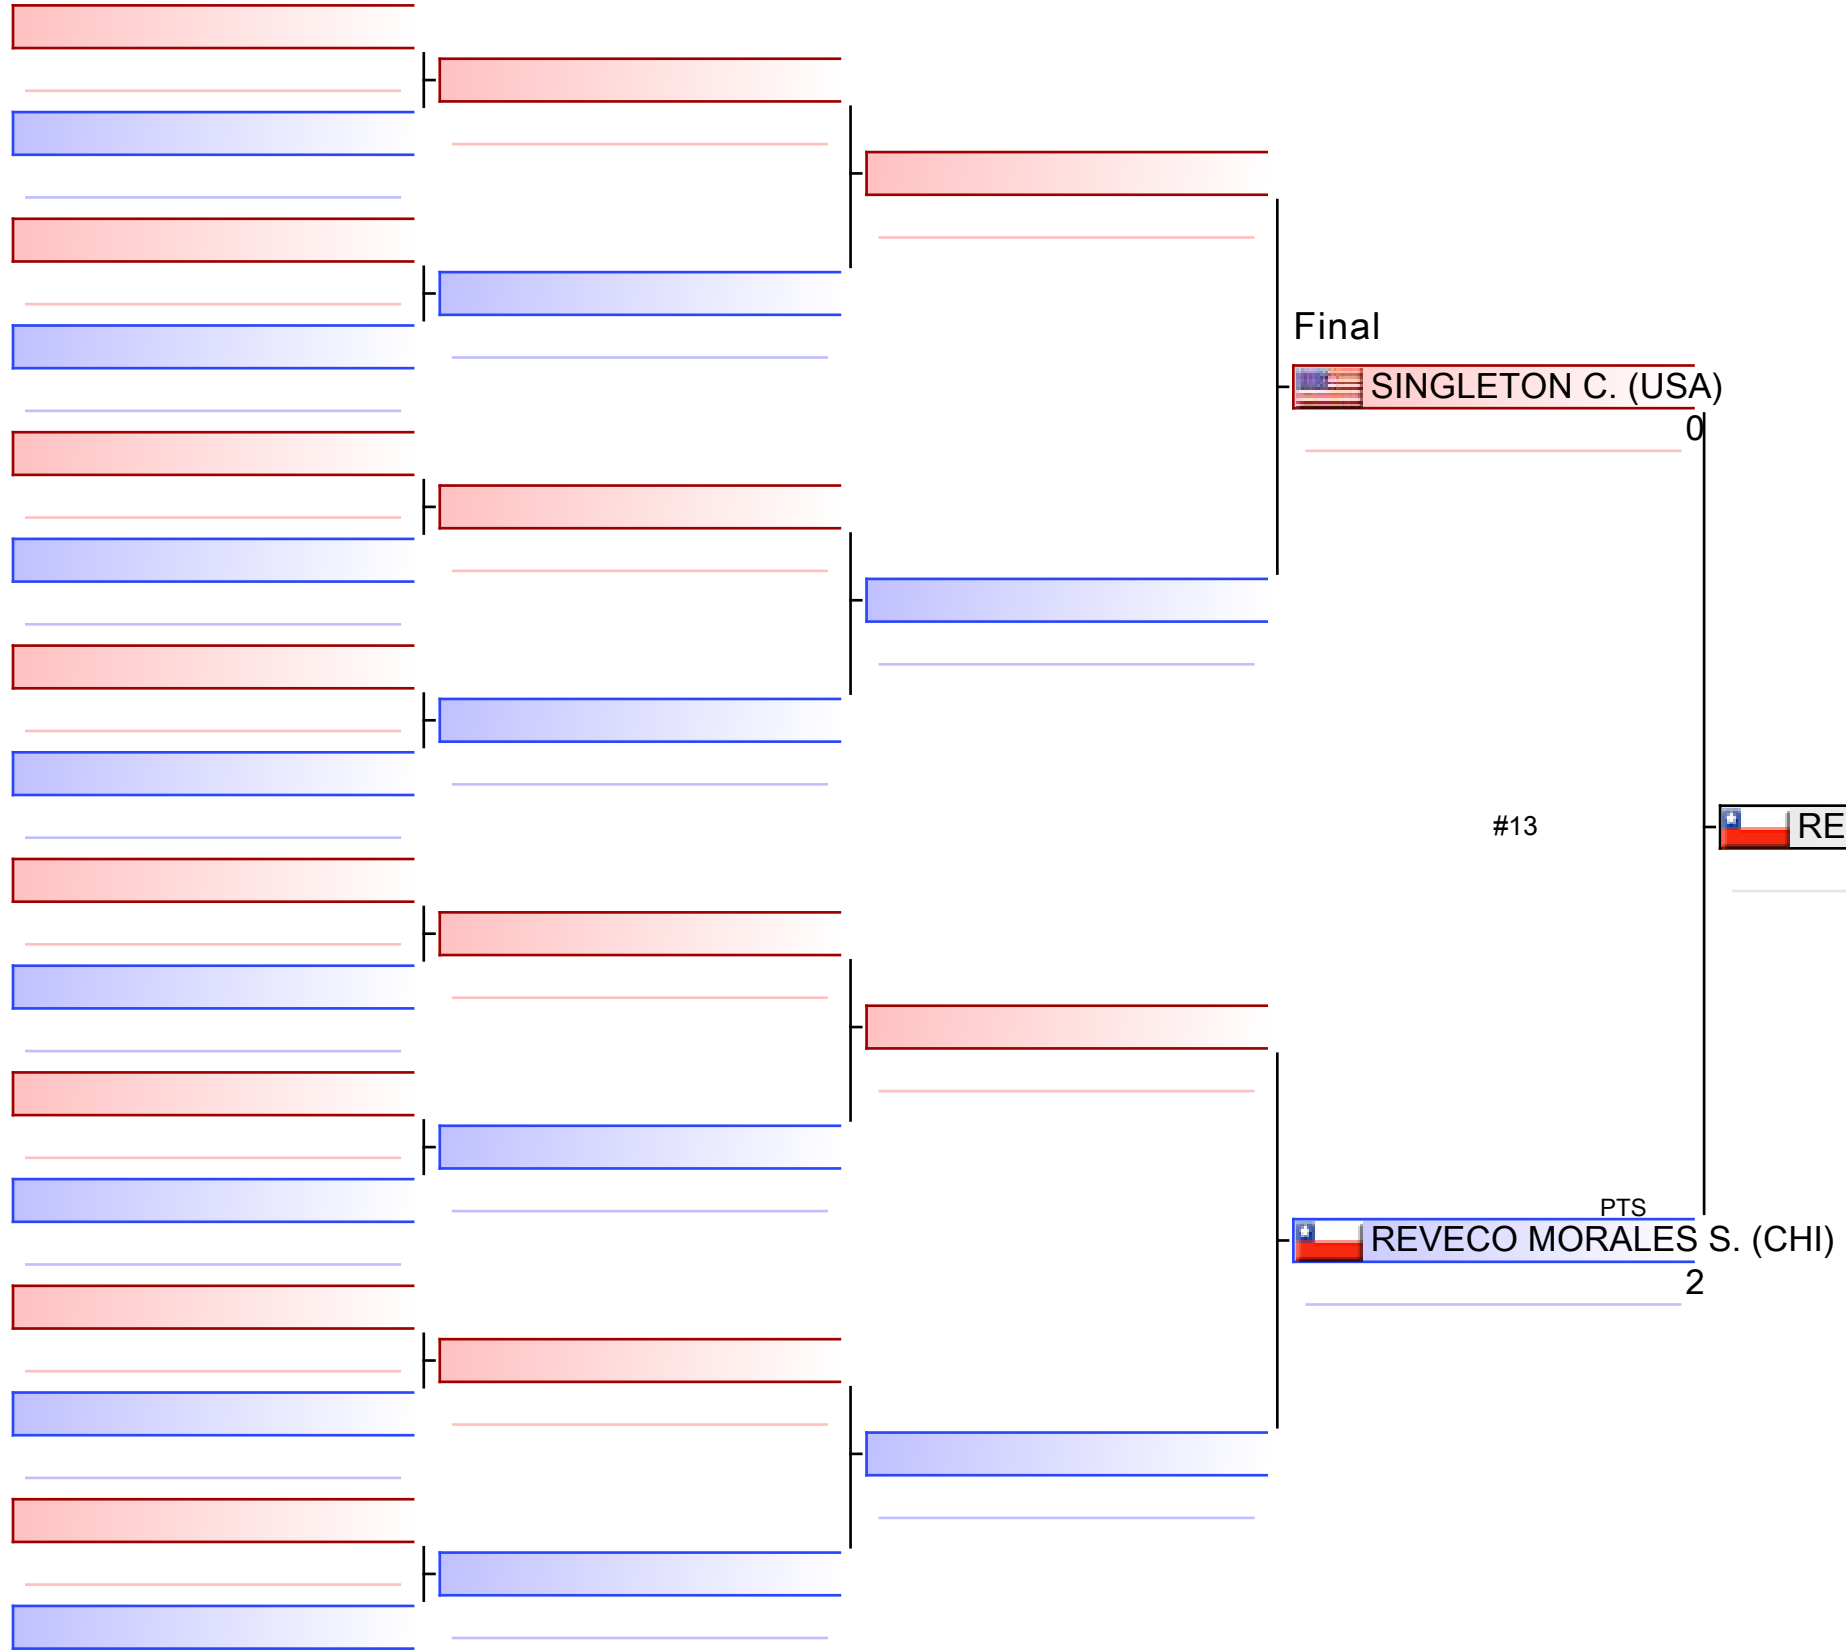 Final
SINGLETON C. (USA)
0
#13
RE
PTS
REVECO MORALES S. (CHI)
2